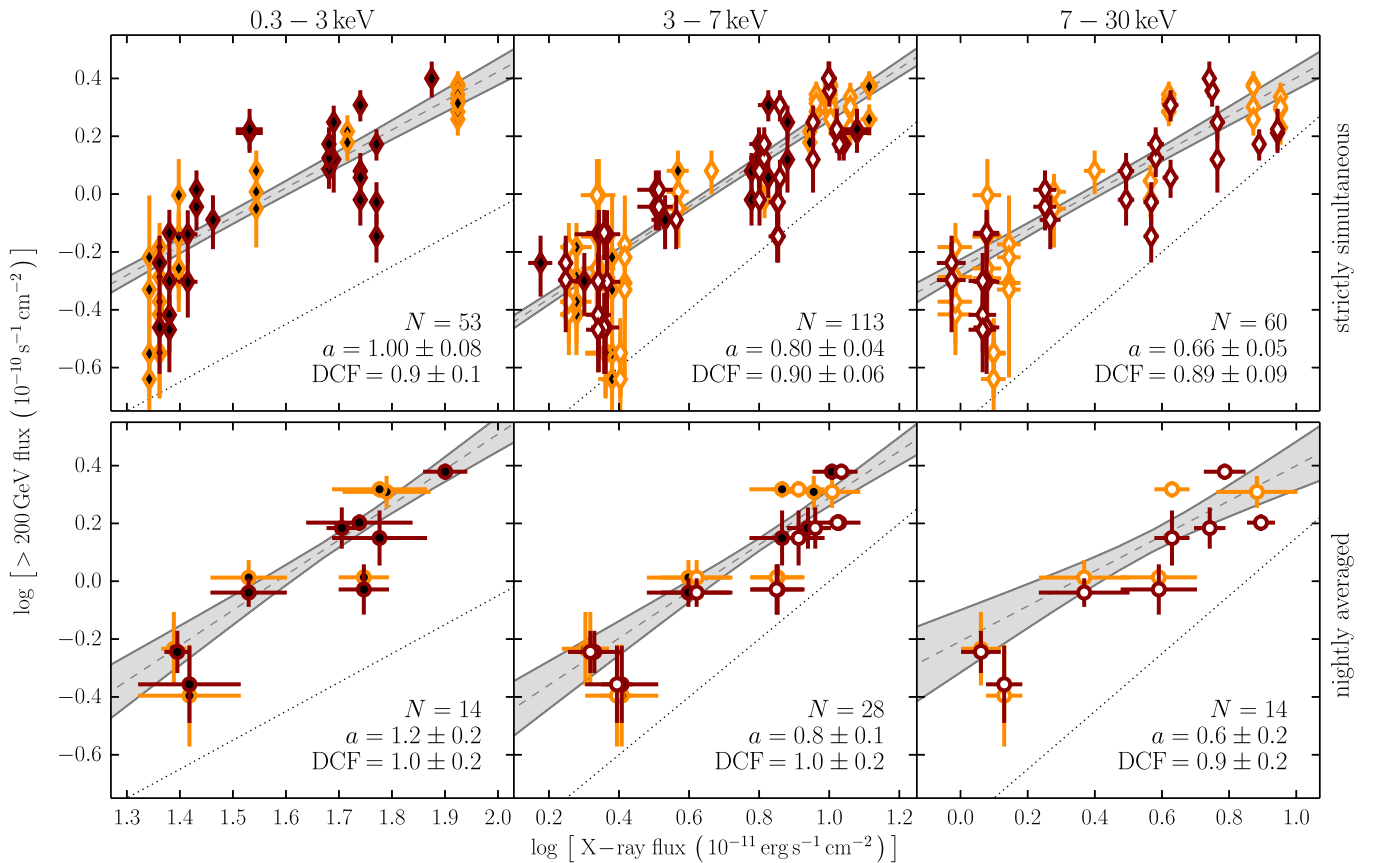 0.3 − 3 keV
3 − 7 keV
7 − 30 keV
0.4
0.2
0.0
−0.2
−0.4
−0.6
N = 53
a = 1.00 ± 0.08
DCF = 0.9 ± 0.1
N = 113
a = 0.80 ± 0.04
DCF = 0.90 ± 0.06
N = 60
a = 0.66 ± 0.05
DCF = 0.89 ± 0.09
strictly simultaneous
log [ > 200 GeV flux ( 10⁻¹⁰ s⁻¹ cm⁻² ) ]
0.4
0.2
0.0
−0.2
−0.4
−0.6
N = 14
a = 1.2 ± 0.2
DCF = 1.0 ± 0.2
N = 28
a = 0.8 ± 0.1
DCF = 1.0 ± 0.2
N = 14
a = 0.6 ± 0.2
DCF = 0.9 ± 0.2
nightly averaged
1.3 1.4 1.5 1.6 1.7 1.8 1.9 2.0
0.2 0.4 0.6 0.8 1.0 1.2
0.0 0.2 0.4 0.6 0.8 1.0
log [ X−ray flux ( 10⁻¹¹ erg s⁻¹ cm⁻² ) ]